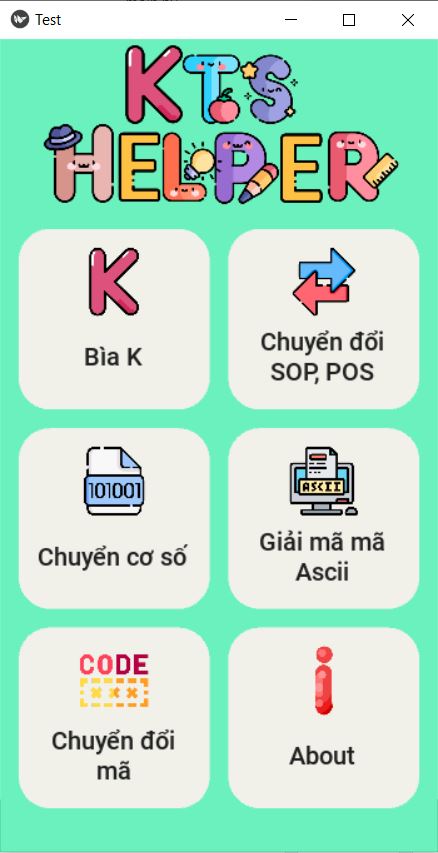 Test
KTS
HELPER
K
Bìa K
Chuyển đổi
SOP, POS
101001
Chuyển cơ số
ASCII
Giải mã mã
Ascii
CODE
Chuyển đổi
mã
i
About